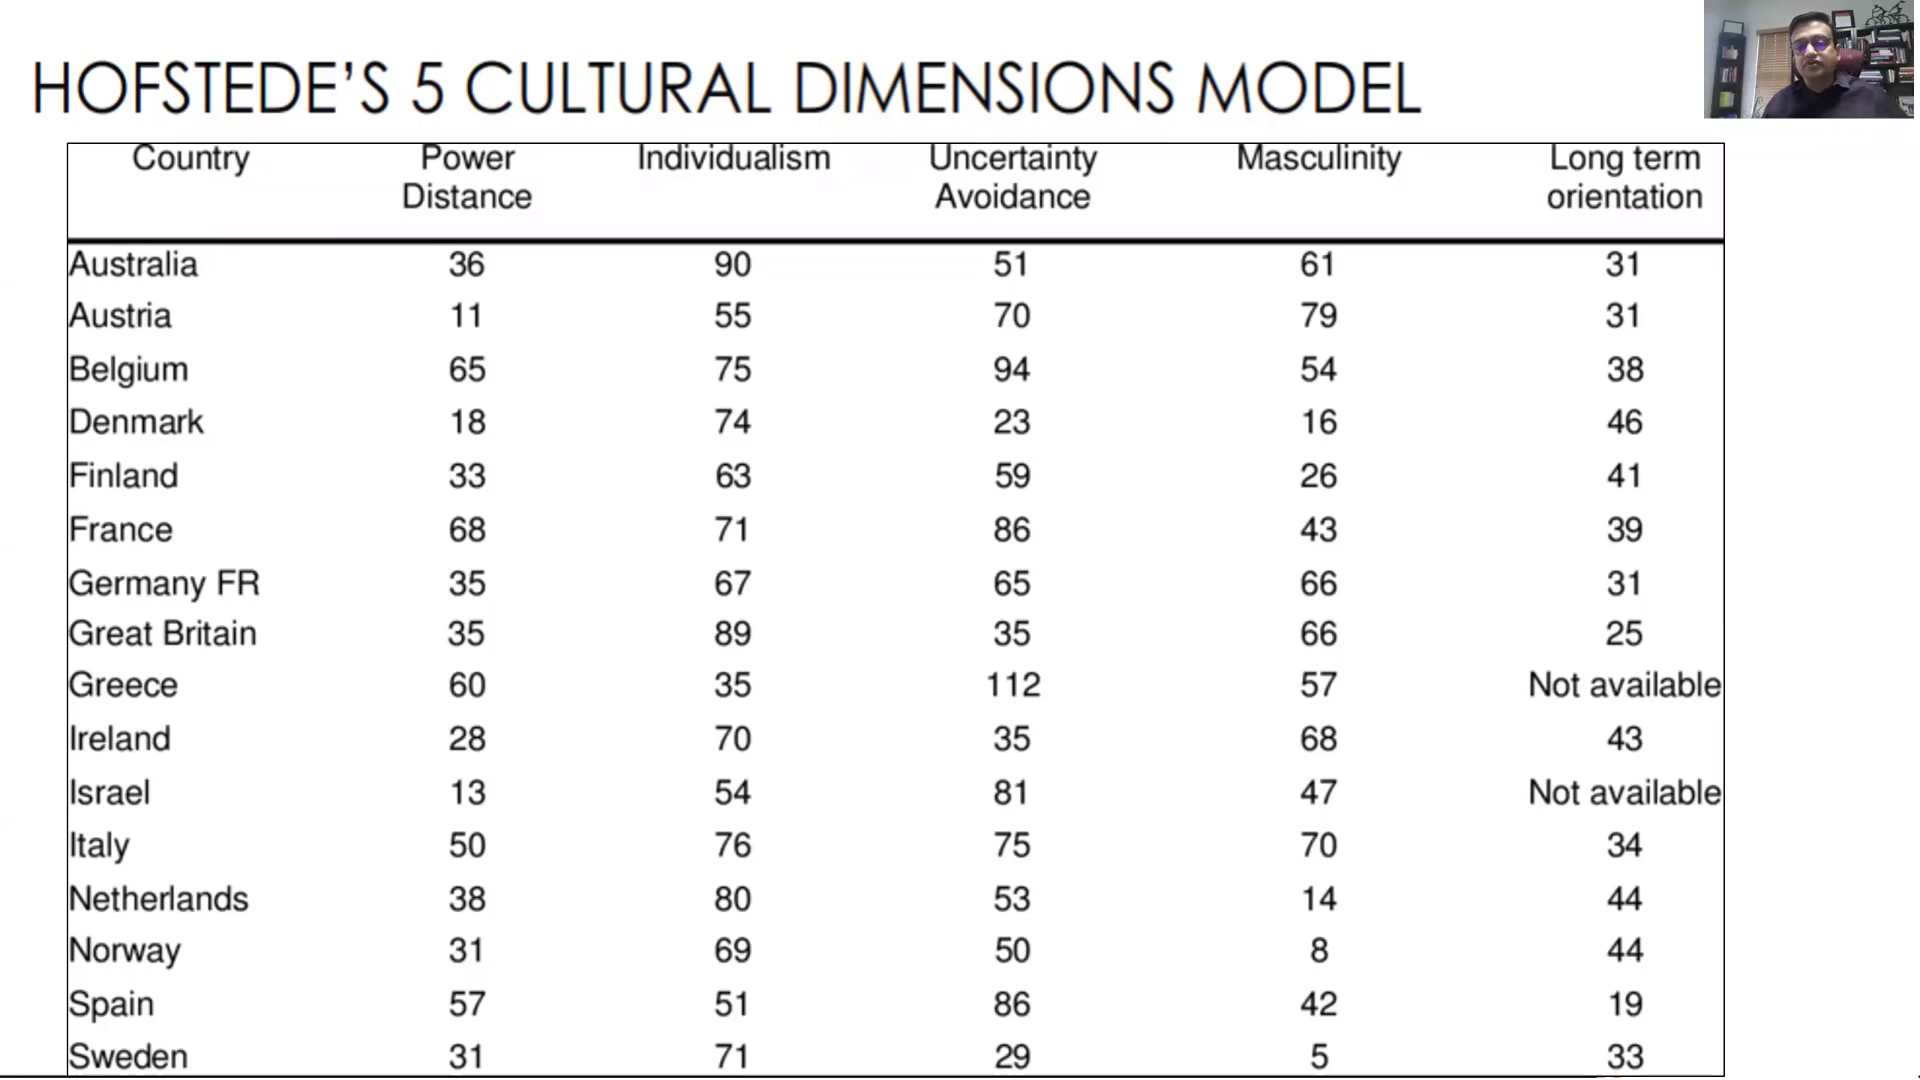 HOFSTEDE'S 5 CULTURAL DIMENSIONS MODEL
Country Power Distance Individualism Uncertainty Avoidance Masculinity Long term orientation
Australia 36 90 51 61 31
Austria 11 55 70 79 31
Belgium 65 75 94 54 38
Denmark 18 74 23 16 46
Finland 33 63 59 26 41
France 68 71 86 43 39
Germany FR 35 67 65 66 31
Great Britain 35 89 35 66 25
Greece 60 35 112 57 Not available
Ireland 28 70 35 68 43
Israel 13 54 81 47 Not available
Italy 50 76 75 70 34
Netherlands 38 80 53 14 44
Norway 31 69 50 8 44
Spain 57 51 86 42 19
Sweden 31 71 29 5 33